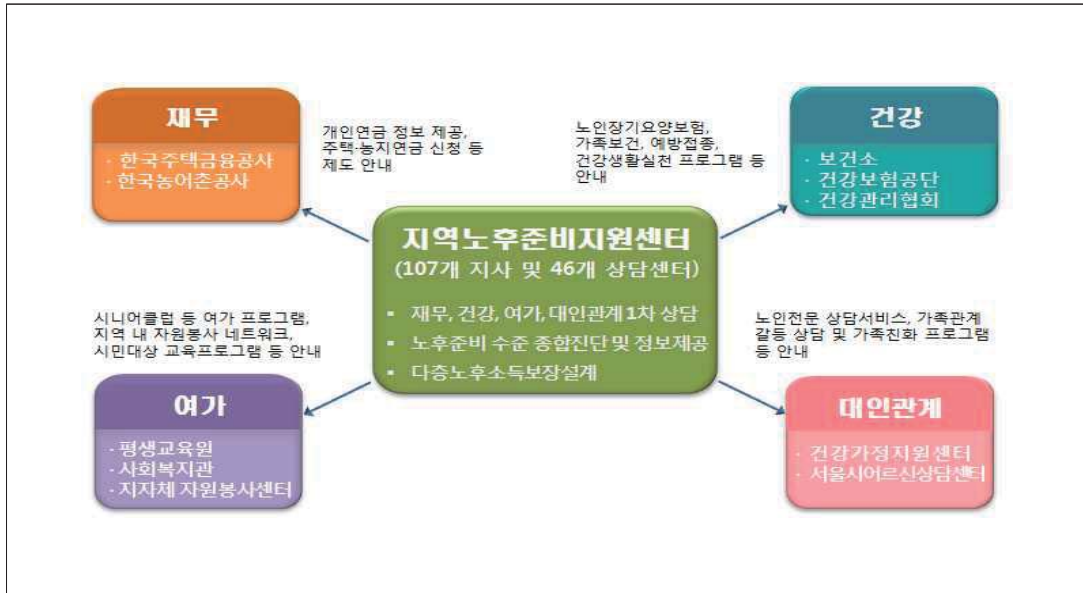 재무
· 한국주택금융공사
· 한국농어촌공사
개인연금 정보 제공,
주택·농지연금 신청 등
제도 안내
노인장기요양보험,
가족보건, 예방접종,
건강생활실천 프로그램 등
안내
건강
· 보건소
· 건강보험공단
· 건강관리협회
지역노후준비지원센터
(107개 지사 및 46개 상담센터)
▪ 재무, 건강, 여가, 대인관계 1차 상담
▪ 노후준비 수준 종합진단 및 정보제공
▪ 다층노후소득보장설계
시니어클럽 등 여가 프로그램,
지역 내 자원봉사 네트워크,
시민대상 교육프로그램 등 안내
여가
· 평생교육원
· 사회복지관
· 지자체 자원봉사센터
노인전문 상담서비스, 가족관계
갈등 상담 및 가족친화 프로그램
등 안내
대인관계
· 건강가정지원센터
· 서울시어르신상담센터